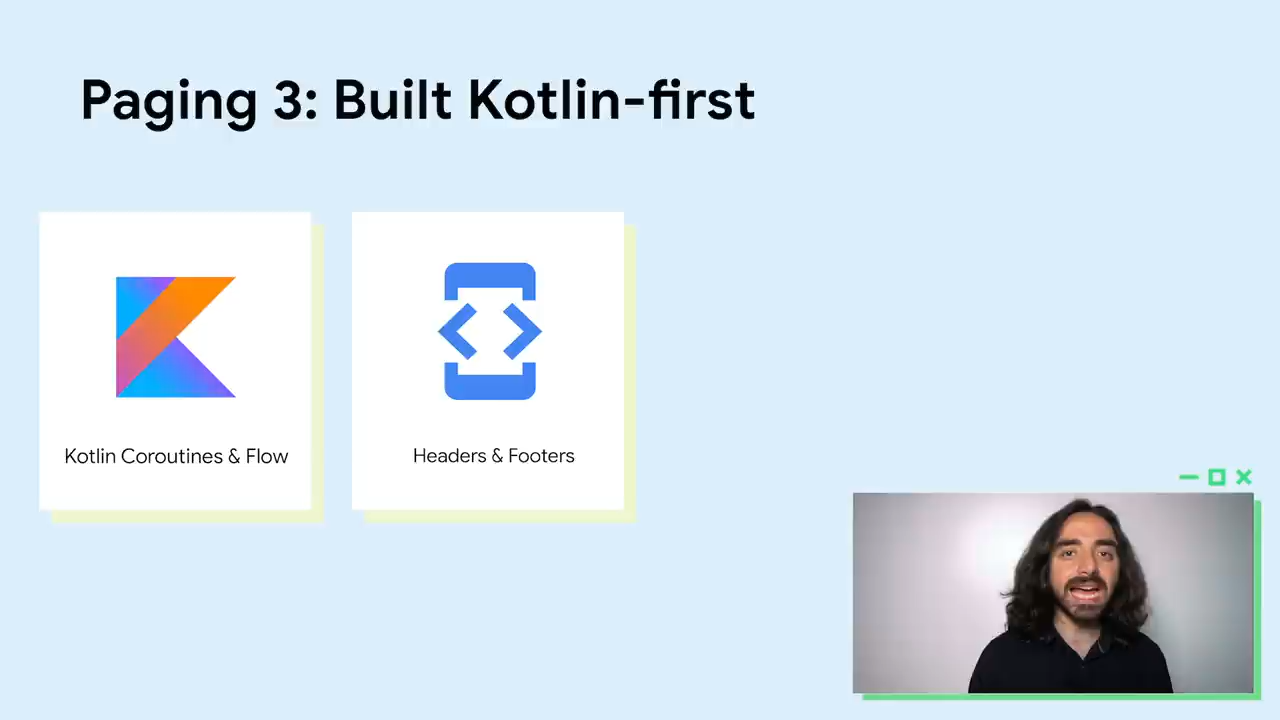 Paging 3: Built Kotlin-first
Kotlin Coroutines & Flow
Headers & Footers